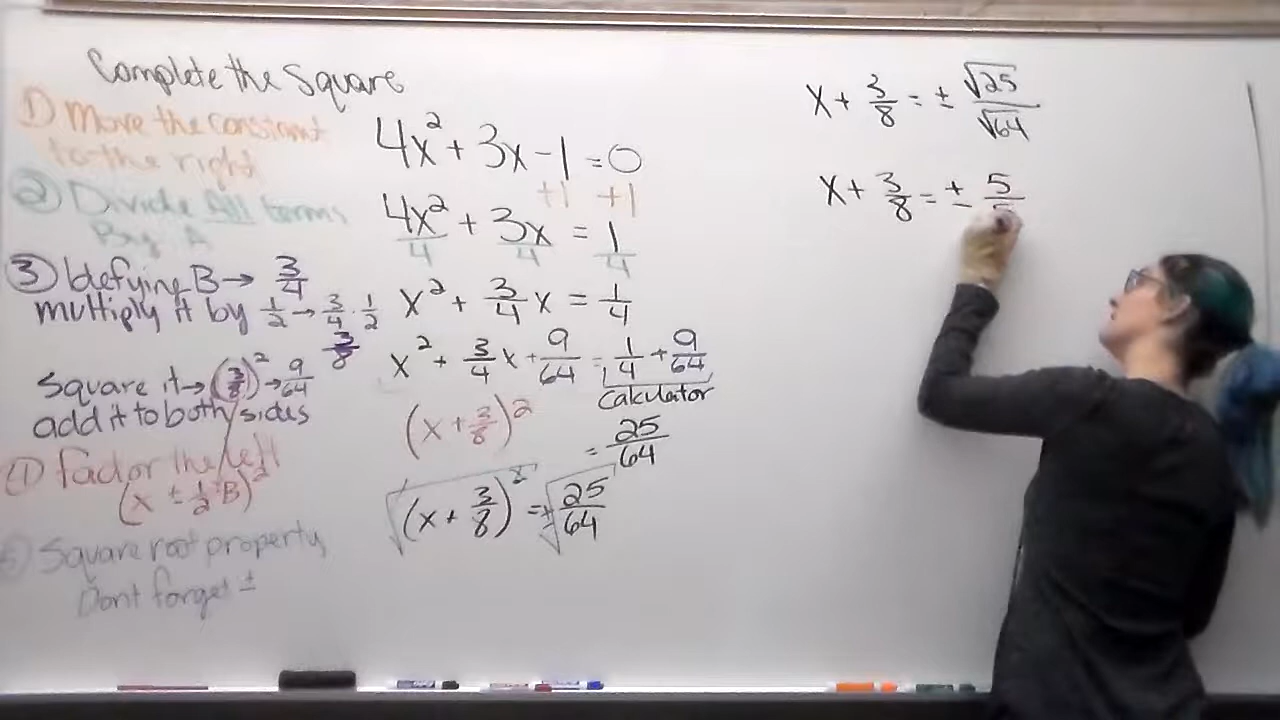 Complete the Square
1) Move the constant
to the right
2) Divide All terms
By A
3) Idefying B → 3/4
multiply it by 1/2 → 3/4 · 1/2
3/8
Square it → (3/8)² → 9/64
add it to both sides
factor the left
(x ± 1/2 B)²
Square root property
Dont forget ±
4x² + 3x - 1 = 0
+1 +1
4x²/4 + 3x/4 = 1/4
x² + 3/4 x = 1/4
x² + 3/4 x + 9/64 = 1/4 + 9/64
Calculator
(x + 3/8)²
= 25/64
√(x + 3/8)² = ± √25/64
x + 3/8 = ± √25/√64
x + 3/8 = ± 5